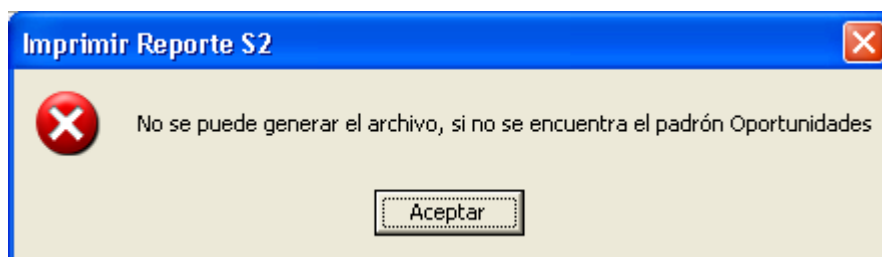 Imprimir Reporte S2
No se puede generar el archivo, si no se encuentra el padrón Oportunidades
Aceptar